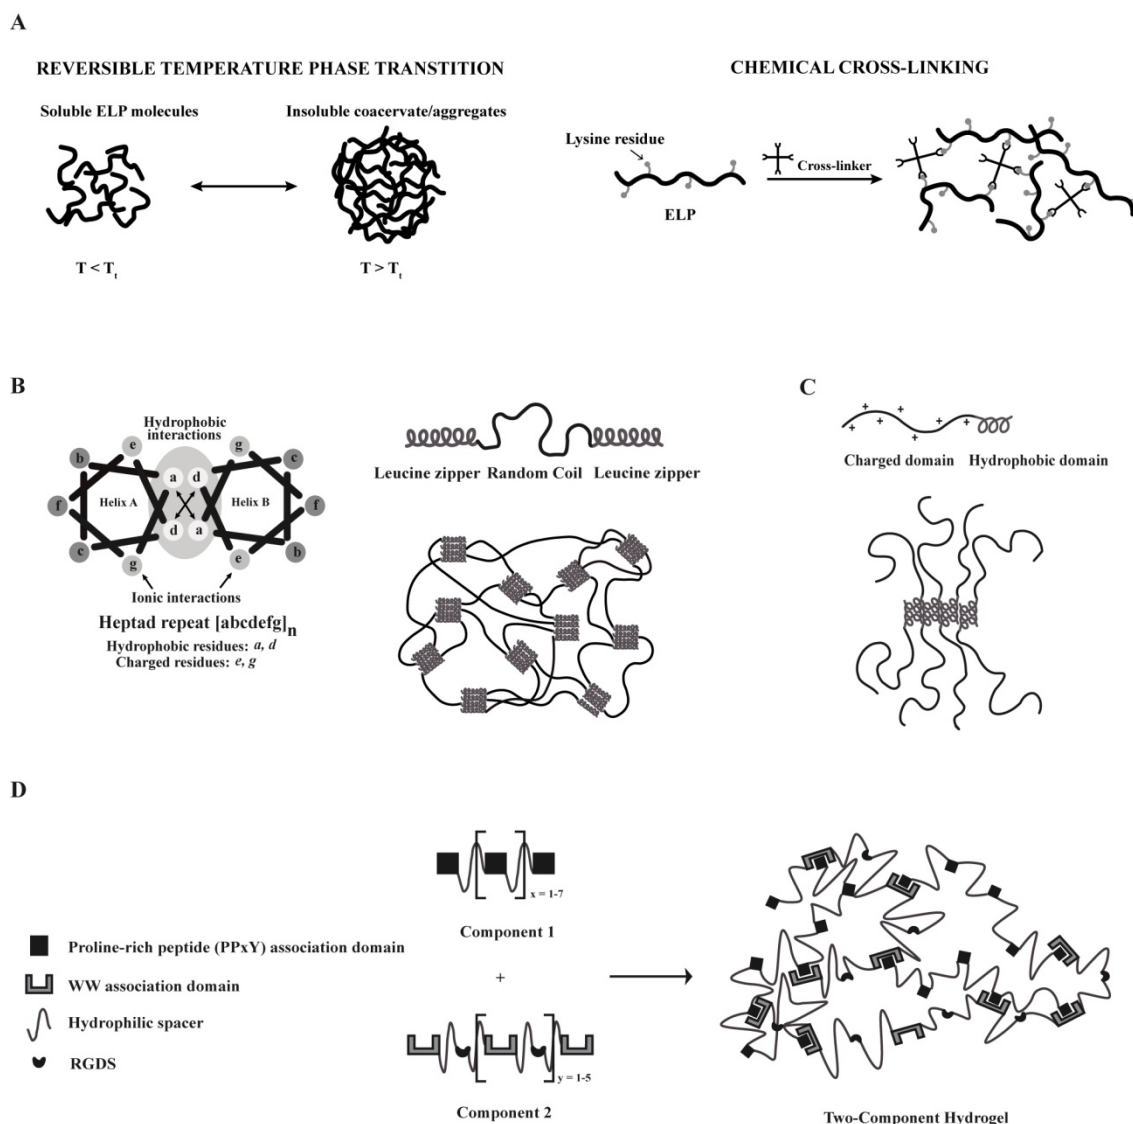 A
REVERSIBLE TEMPERATURE PHASE TRANSTITION
Soluble ELP molecules
Insoluble coacervate/aggregates
T < Tt
T > Tt
CHEMICAL CROSS-LINKING
Lysine residue
Cross-linker
ELP
B
Hydrophobic
interactions
e
g
b
a
d
c
f
Helix A
Helix B
f
c
d
a
b
g
e
Ionic interactions
Heptad repeat [abcdefg]n
Hydrophobic residues: a, d
Charged residues: e, g
Leucine zipper Random Coil Leucine zipper
C
+ + + + + +
Charged domain Hydrophobic domain
D
Proline-rich peptide (PPxY) association domain
WW association domain
Hydrophilic spacer
RGDS
x = 1-7
Component 1
+
y = 1-5
Component 2
Two-Component Hydrogel